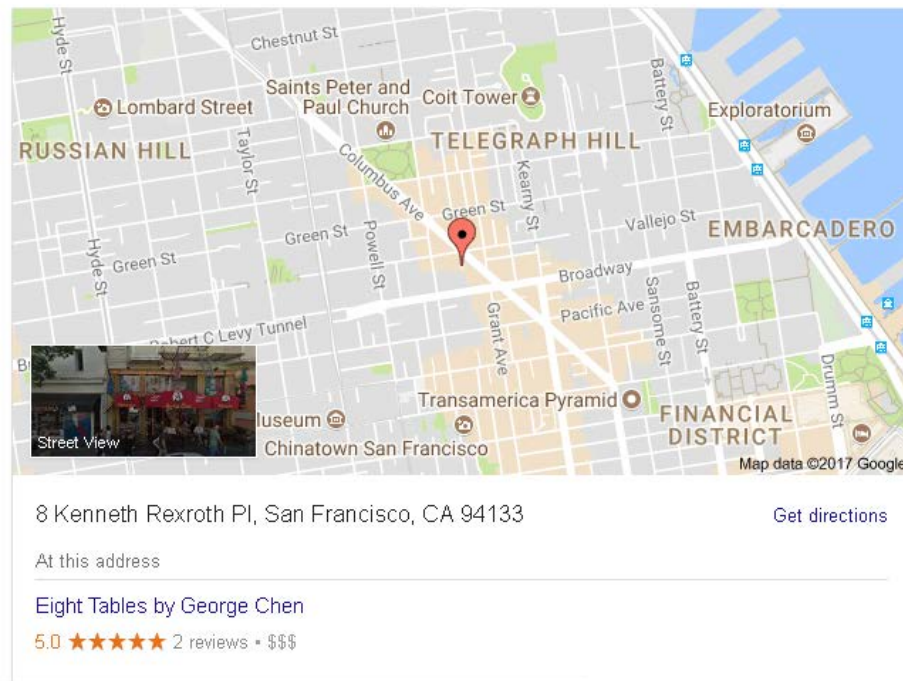 Hyde St
Chestnut St
Battery St
Saints Peter and
Paul Church
Coit Tower
Lombard Street
Exploratorium
RUSSIAN HILL
TELEGRAPH HILL
Taylor St
Columbus Ave
Kearny St
Green St
Vallejo St
EMBARCADERO
Powell St
Green St
Hyde St
Green St
Broadway
Pacific Ave
Sansome St
Battery St
Grant Ave
Robert C Levy Tunnel
Drumm St
Transamerica Pyramid
FINANCIAL
DISTRICT
useum
Chinatown San Francisco
Street View
Map data ©2017 Google
8 Kenneth Rexroth Pl, San Francisco, CA 94133
Get directions
At this address
Eight Tables by George Chen
5.0 ★★★★★ 2 reviews • $$$